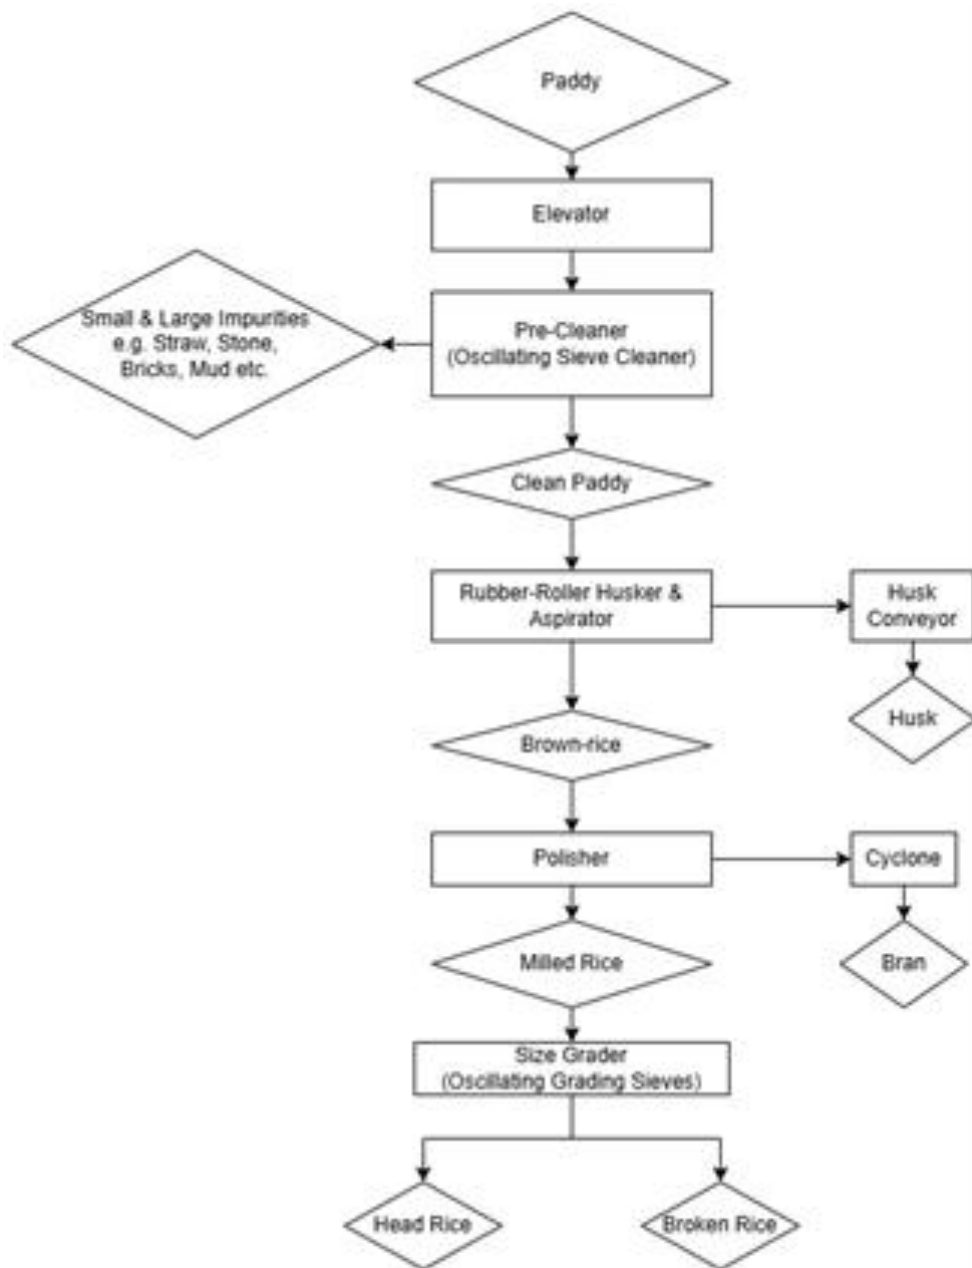 Paddy
Elevator
Small & Large Impurities
e.g. Straw, Stone,
Bricks, Mud etc.
Pre-Cleaner
(Oscillating Sieve Cleaner)
Clean Paddy
Rubber-Roller Husker &
Aspirator
Husk
Conveyor
Husk
Brown-rice
Polisher
Cyclone
Milled Rice
Bran
Size Grader
(Oscillating Grading Sieves)
Head Rice
Broken Rice